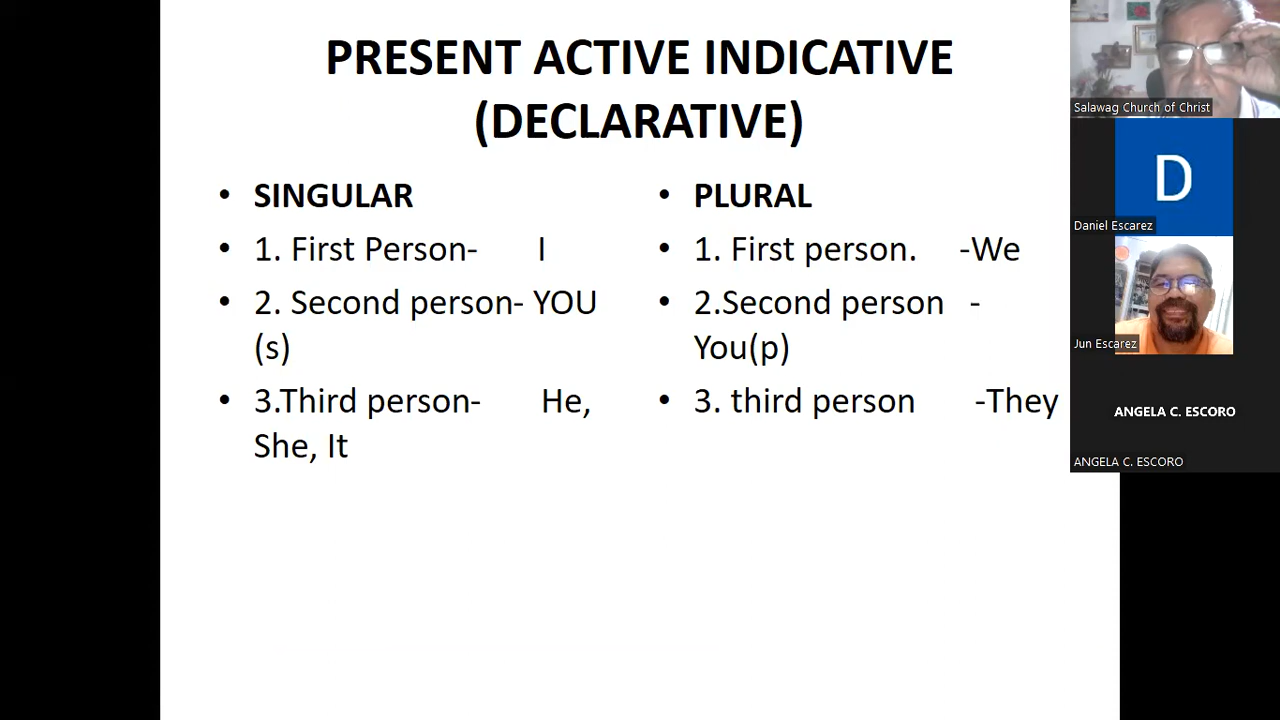 PRESENT ACTIVE INDICATIVE
(DECLARATIVE)
• SINGULAR
• 1. First Person- I
• 2. Second person- YOU
(s)
• 3.Third person- He,
She, It
• PLURAL
• 1. First person. -We
• 2.Second person -
You(p)
• 3. third person -They
Salawag Church of Christ
D
Daniel Escarez
Jun Escarez
ANGELA C. ESCORO
ANGELA C. ESCORO